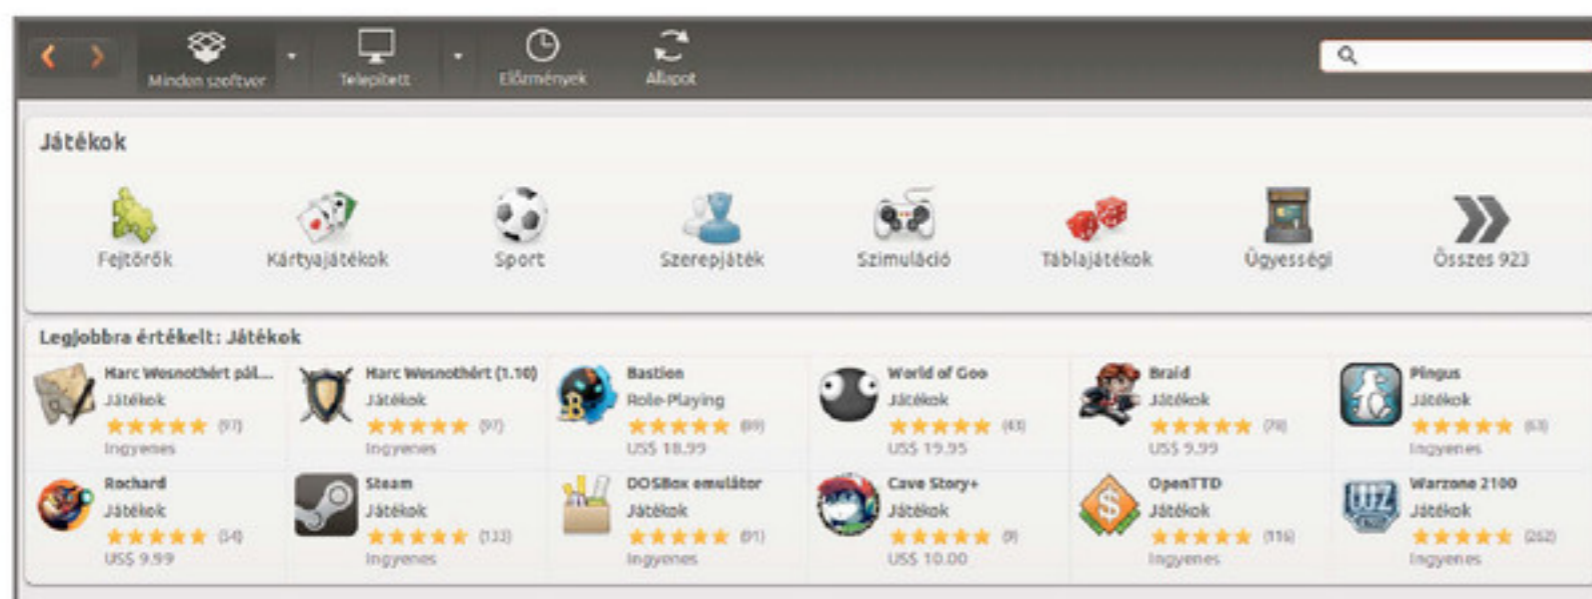 Minden szoftver
Telepített
Előzmények
Állapot
Játékok
Fejtörők
Kártyajátékok
Sport
Szerepjáték
Szimuláció
Táblajátékok
Ügyességi
Összes 923
Legjobbra értékelt: Játékok
Harc Wesnothért pál...
Játékok
(97)
Ingyenes
Harc Wesnothért (1.10)
Játékok
(97)
Ingyenes
Bastion
Role-Playing
(89)
US$ 18.99
World of Goo
Játékok
(43)
US$ 19.95
Braid
Játékok
(78)
US$ 9.99
Pingus
Játékok
(63)
Ingyenes
Rochard
Játékok
(54)
US$ 9.99
Steam
Játékok
(133)
Ingyenes
DOSBox emulátor
Játékok
(91)
Ingyenes
Cave Story+
Játékok
(9)
US$ 10.00
OpenTTD
Játékok
(116)
Ingyenes
WZ
Warzone 2100
Játékok
(262)
Ingyenes